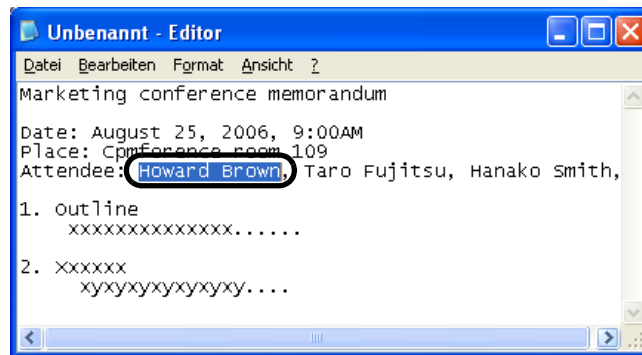 Unbenannt - Editor
Datei Bearbeiten Format Ansicht ?
Marketing conference memorandum
Date: August 25, 2006, 9:00AM
Place: Cpmference room 109
Attendee: Howard Brown, Taro Fujitsu, Hanako Smith,
1. Outline
xxxxxxxxxxxxxx......
2. Xxxxxx
xyxyxyxyxyxyxy....